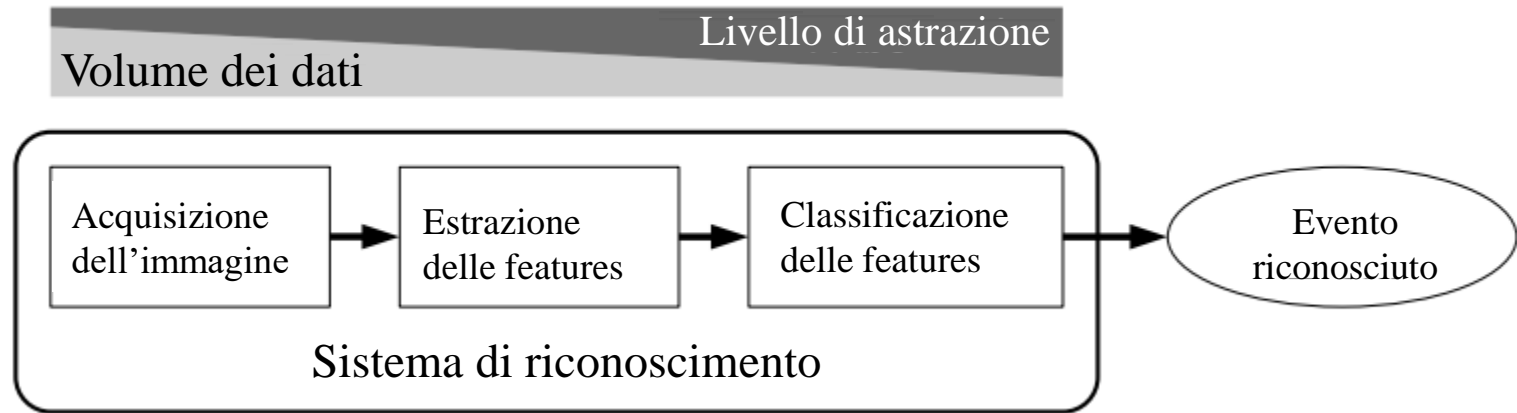 Livello di astrazione
Volume dei dati
Acquisizione
dell'immagine
Estrazione
delle features
Classificazione
delle features
Evento
riconosciuto
Sistema di riconoscimento